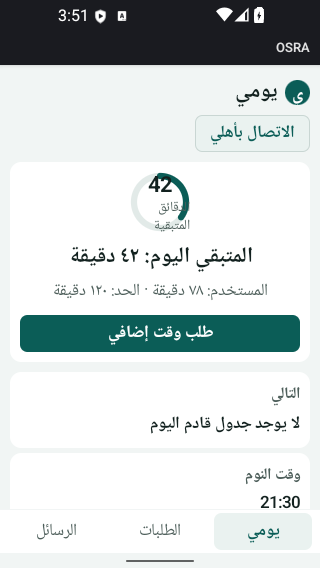 3:51
OSRA
ي يومي
الاتصال بأهلي
42
دقائق
المتبقية
المتبقي اليوم: ٤٢ دقيقة
المستخدم: ٧٨ دقيقة · الحد: ١٢٠ دقيقة
طلب وقت إضافي
التالي
لا يوجد جدول قادم اليوم
وقت النوم
21:30
يومي الطلبات الرسائل